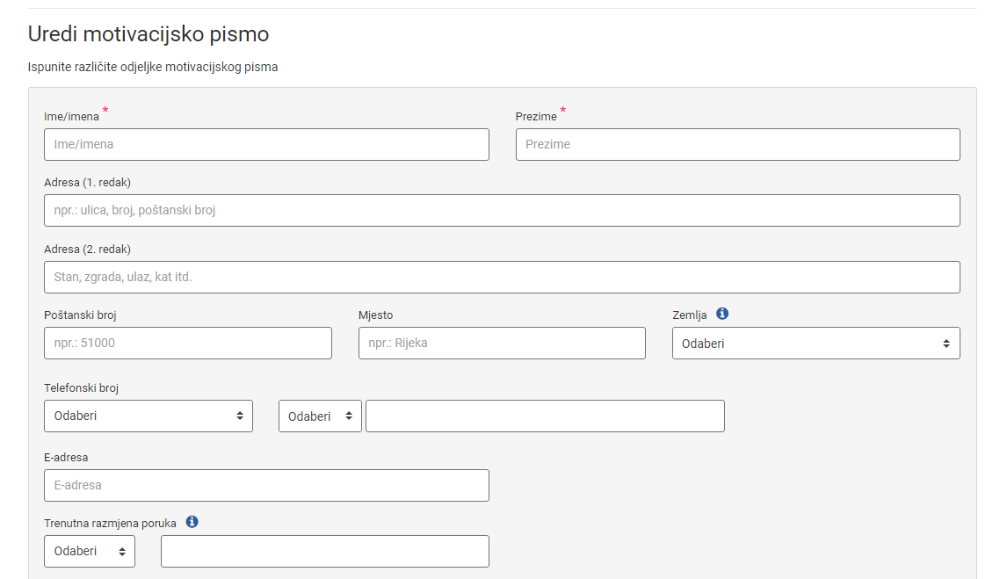 Uredi motivacijsko pismo
Ispunite različite odjeljke motivacijskog pisma
Ime/imena * Prezime *
Ime/imena Prezime
Adresa (1. redak)
npr.: ulica, broj, poštanski broj
Adresa (2. redak)
Stan, zgrada, ulaz, kat itd.
Poštanski broj Mjesto Zemlja
npr.: 51000 npr.: Rijeka Odaberi
Telefonski broj
Odaberi Odaberi
E-adresa
E-adresa
Trenutna razmjena poruka
Odaberi